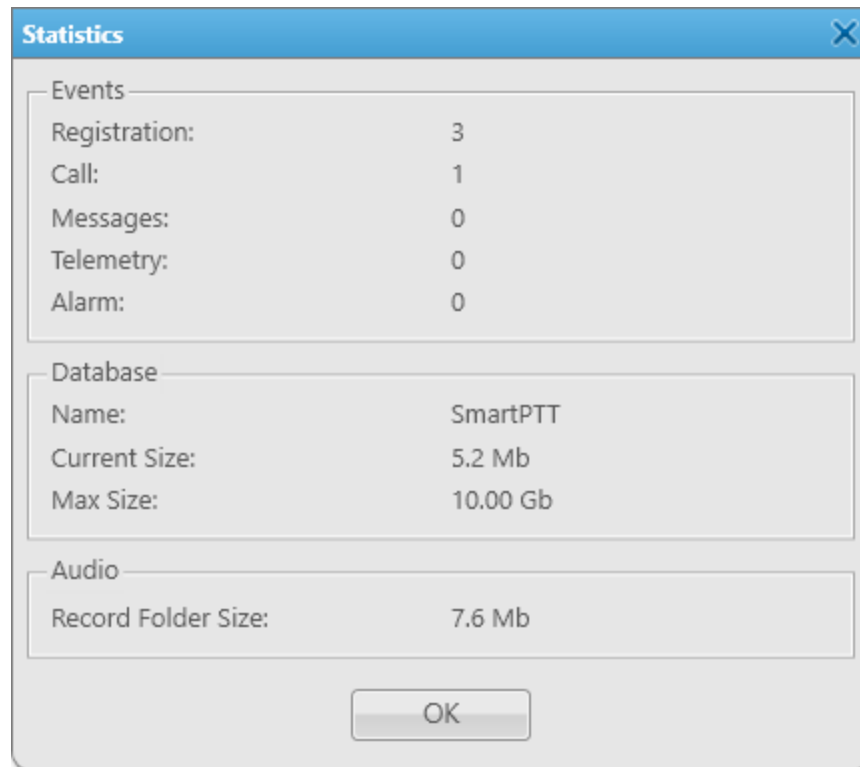 Statistics
Events
Registration: 3
Call: 1
Messages: 0
Telemetry: 0
Alarm: 0
Database
Name: SmartPTT
Current Size: 5.2 Mb
Max Size: 10.00 Gb
Audio
Record Folder Size: 7.6 Mb
OK